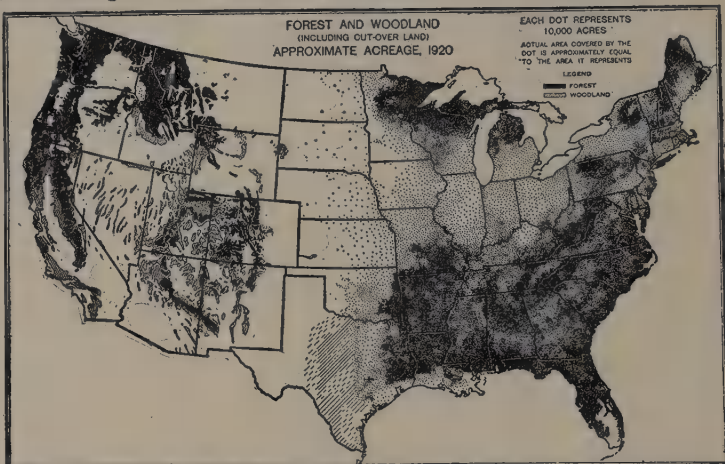 FOREST AND WOODLAND
(INCLUDING CUT-OVER LAND)
APPROXIMATE ACREAGE, 1920
EACH DOT REPRESENTS
10,000 ACRES
ACTUAL AREA COVERED BY THE
DOT IS APPROXIMATELY EQUAL
TO THE AREA IT REPRESENTS
LEGEND
FOREST
WOODLAND